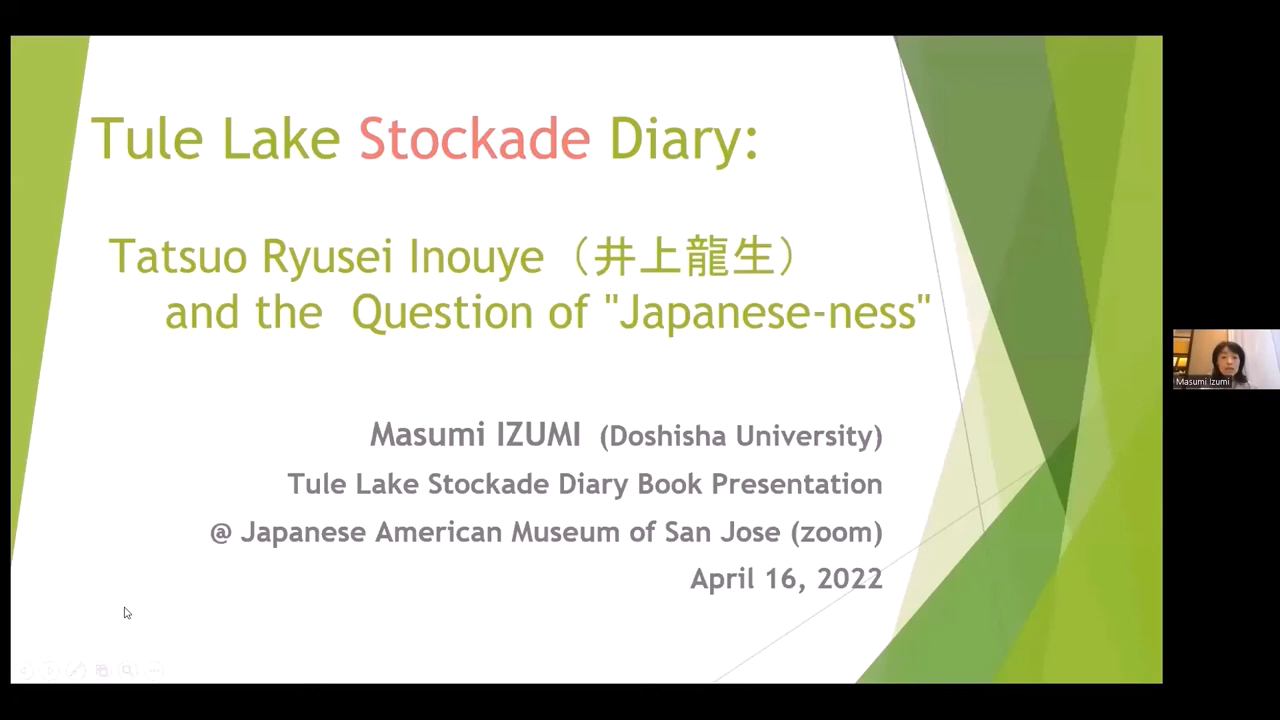 Tule Lake Stockade Diary:
Tatsuo Ryusei Inouye（井上龍生）
and the Question of "Japanese-ness"
Masumi IZUMI (Doshisha University)
Tule Lake Stockade Diary Book Presentation
@ Japanese American Museum of San Jose (zoom)
April 16, 2022
Masumi Izumi